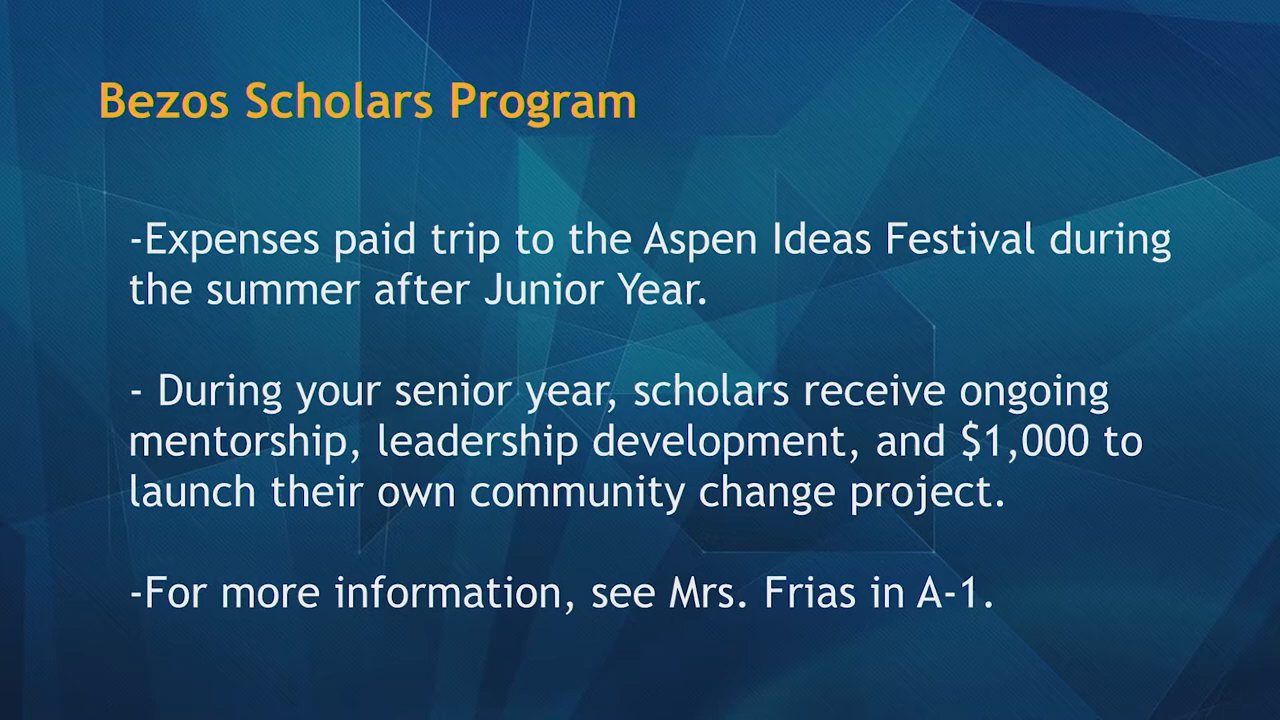 Bezos Scholars Program
-Expenses paid trip to the Aspen Ideas Festival during
the summer after Junior Year.
- During your senior year, scholars receive ongoing
mentorship, leadership development, and $1,000 to
launch their own community change project.
-For more information, see Mrs. Frias in A-1.